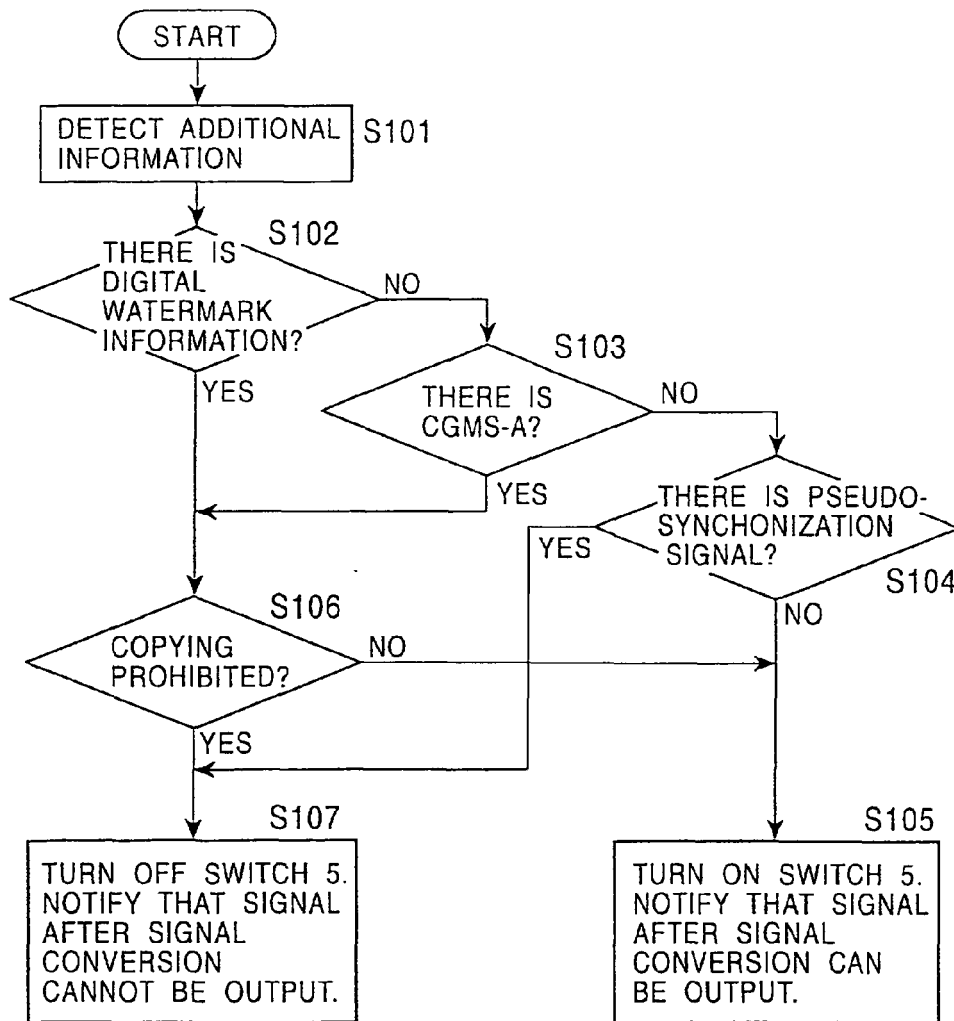 START
DETECT ADDITIONAL
INFORMATION
S101
S102
THERE IS
DIGITAL
WATERMARK
INFORMATION?
NO
YES
S103
THERE IS
CGMS-A?
NO
YES
THERE IS PSEUDO-
SYNCHONIZATION
SIGNAL?
YES
S104
NO
S106
COPYING
PROHIBITED?
NO
YES
S107
TURN OFF SWITCH 5.
NOTIFY THAT SIGNAL
AFTER SIGNAL
CONVERSION
CANNOT BE OUTPUT.
S105
TURN ON SWITCH 5.
NOTIFY THAT SIGNAL
AFTER SIGNAL
CONVERSION CAN
BE OUTPUT.